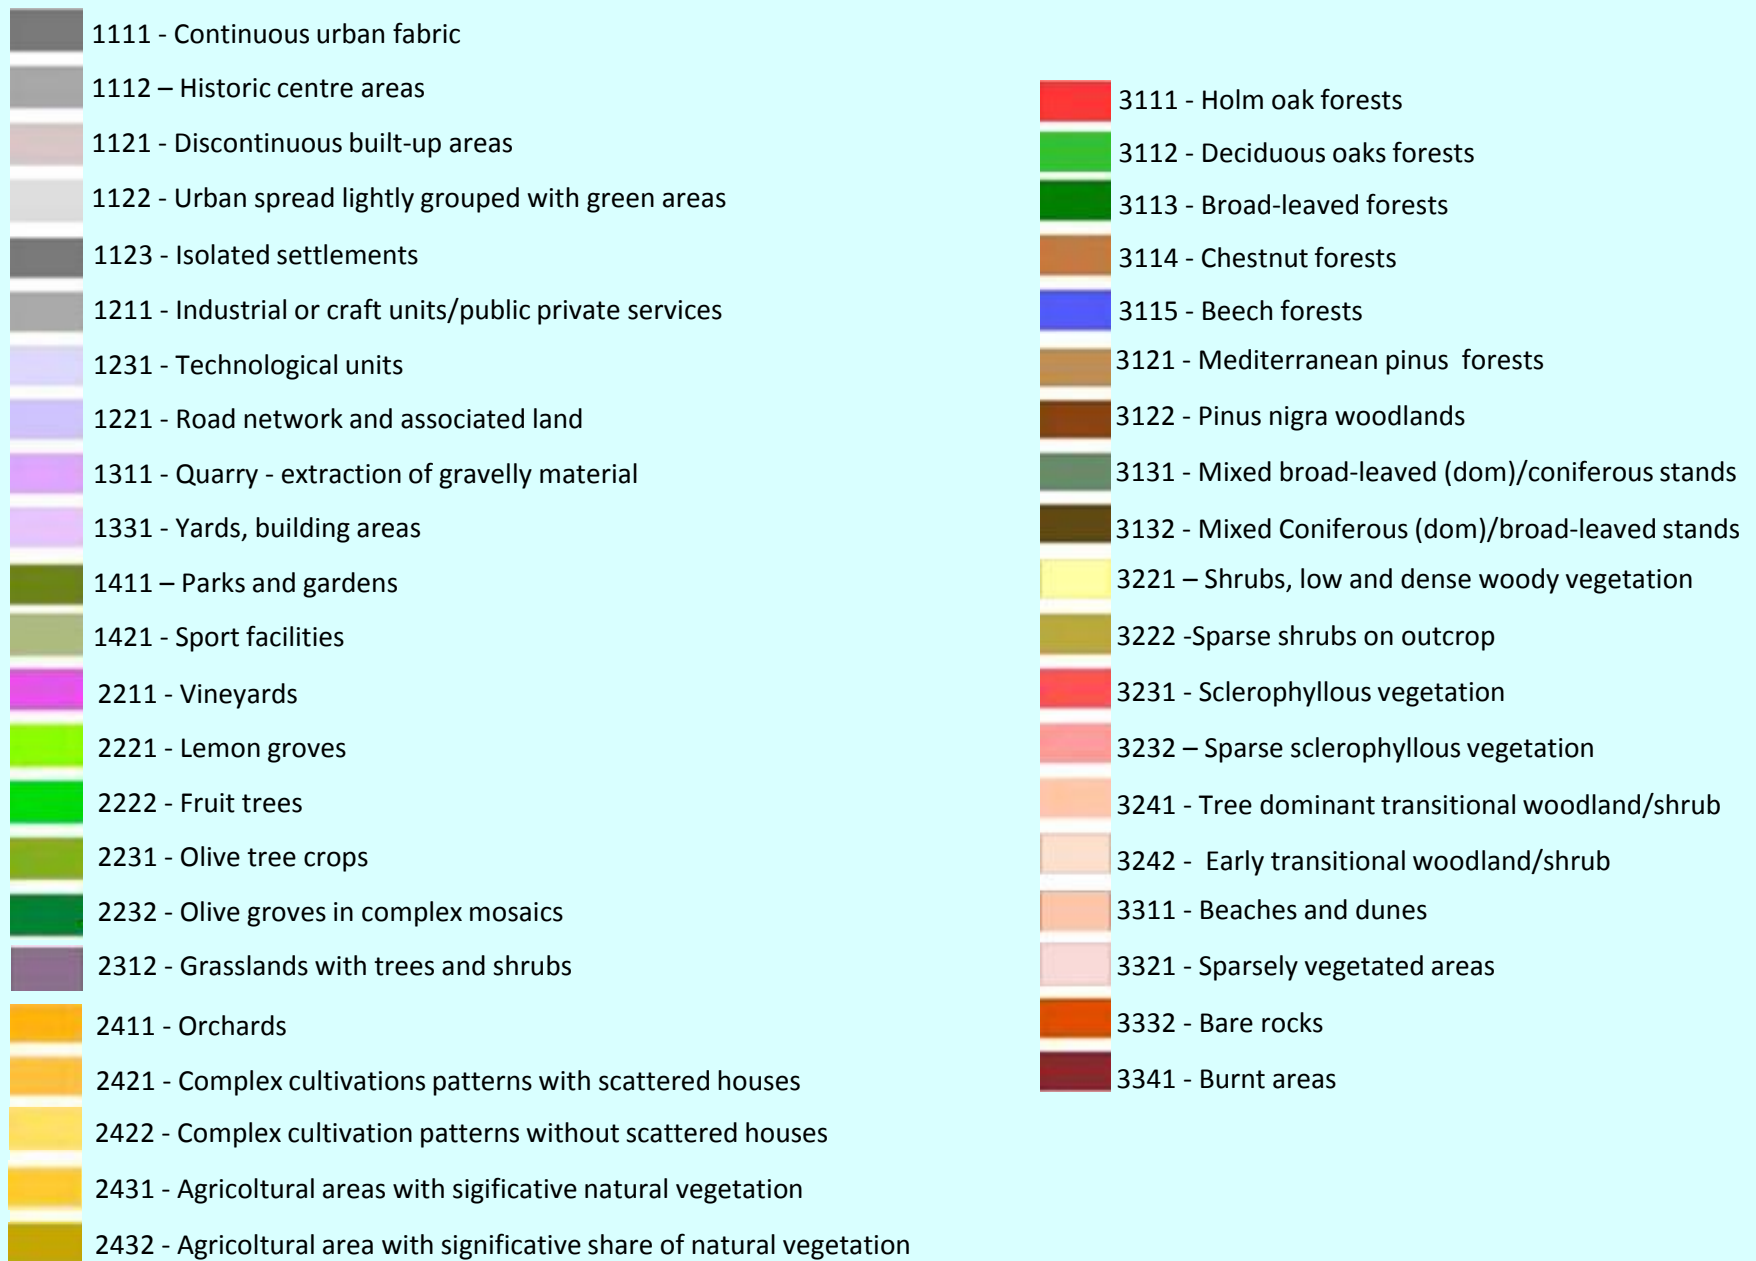 1111 - Continuous urban fabric
1112 – Historic centre areas
1121 - Discontinuous built-up areas
1122 - Urban spread lightly grouped with green areas
1123 - Isolated settlements
1211 - Industrial or craft units/public private services
1231 - Technological units
1221 - Road network and associated land
1311 - Quarry - extraction of gravelly material
1331 - Yards, building areas
1411 – Parks and gardens
1421 - Sport facilities
2211 - Vineyards
2221 - Lemon groves
2222 - Fruit trees
2231 - Olive tree crops
2232 - Olive groves in complex mosaics
2312 - Grasslands with trees and shrubs
2411 - Orchards
2421 - Complex cultivations patterns with scattered houses
2422 - Complex cultivation patterns without scattered houses
2431 - Agricoltural areas with sigificative natural vegetation
2432 - Agricoltural area with significative share of natural vegetation
3111 - Holm oak forests
3112 - Deciduous oaks forests
3113 - Broad-leaved forests
3114 - Chestnut forests
3115 - Beech forests
3121 - Mediterranean pinus forests
3122 - Pinus nigra woodlands
3131 - Mixed broad-leaved (dom)/coniferous stands
3132 - Mixed Coniferous (dom)/broad-leaved stands
3221 – Shrubs, low and dense woody vegetation
3222 -Sparse shrubs on outcrop
3231 - Sclerophyllous vegetation
3232 – Sparse sclerophyllous vegetation
3241 - Tree dominant transitional woodland/shrub
3242 - Early transitional woodland/shrub
3311 - Beaches and dunes
3321 - Sparsely vegetated areas
3332 - Bare rocks
3341 - Burnt areas